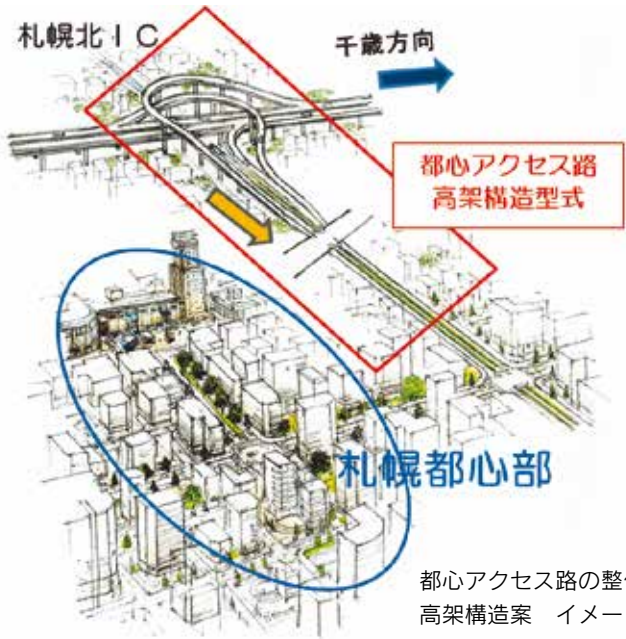 札幌北IC
千歳方向
都心アクセス路
高架構造型式
札幌都心部
都心アクセス路の整
高架構造案 イメー